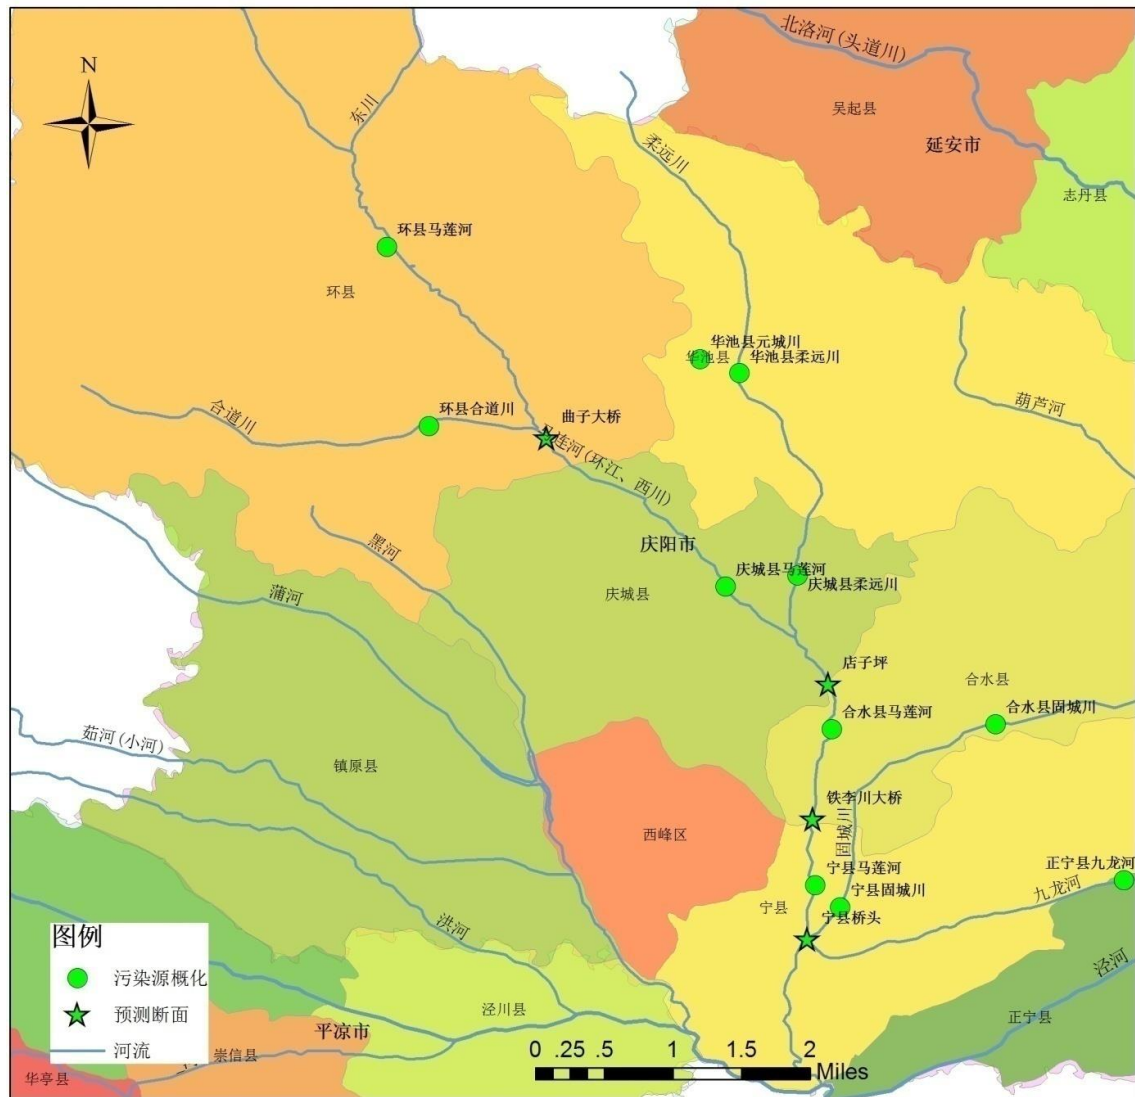 北洛河(头道川)
N
吴起县
延安市
东川
柔远川
志丹县
环县马莲河
环县
华池县元城川
华池县
华池县柔远川
葫芦河
合道川
环县合道川
曲子大桥
连河(环江、西川)
黑河
庆阳市
庆城县马莲河
庆城县柔远川
庆城县
蒲河
店子坪
合水县
合水县马莲河
合水县固城川
茹河(小河)
镇原县
铁李川大桥
西峰区
固城川
宁县马莲河
正宁县九龙河
宁县固城川
九龙河
宁县
宁县桥头
洪河
泾河
图例
污染源概化
预测断面
河流
泾川县
正宁县
平凉市
崇信县
华亭县
0 .25 .5 1 1.5 2
Miles